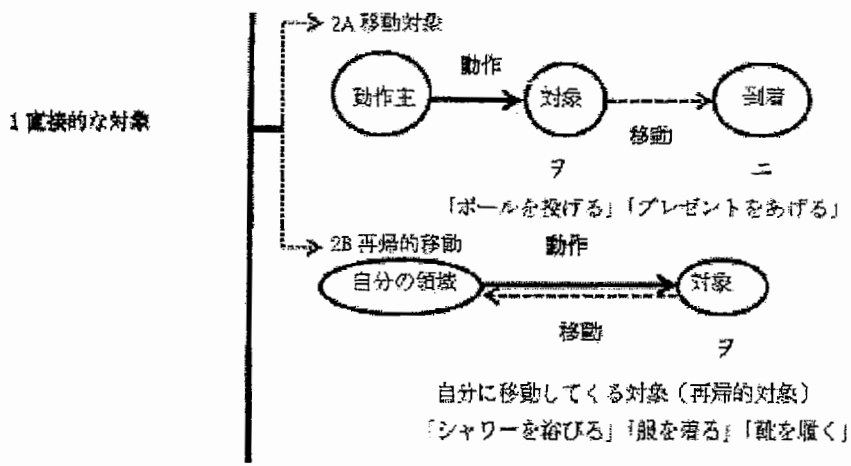 2A 移動対象
動作
動作主 対象 到着
1 直接的な対象
移動
ヲ ニ
「ボールを投げる」「プレゼントをあげる」
2B 再帰的移動 動作
自分の領域 対象
移動
ヲ
自分に移動してくる対象（再帰的対象）
「シャワーを浴びる」「服を着る」「靴を履く」